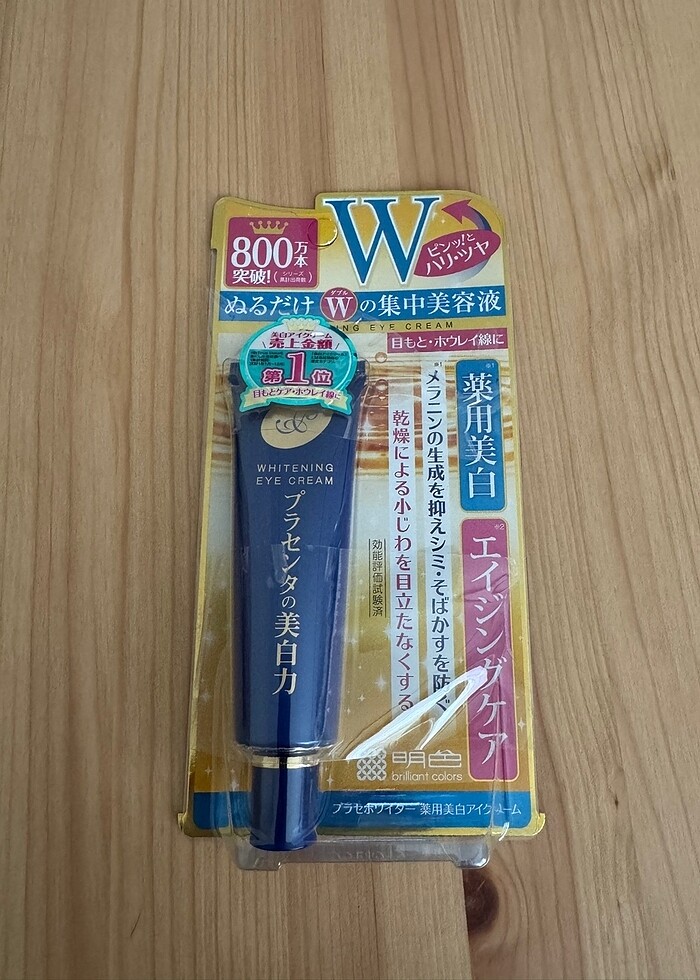 W
ピンッ!と
ハリ・ツヤ
800万本
突破!(シリーズ累計出荷数)
ダブル
ぬるだけWの集中美容液
NING EYE CREAM
目もと・ホウレイ線に
美白アイクリーム
売上金額
第1位
目もとケア・ホウレイ線に
WHITENING
EYE CREAM
プラセンタの美白力
※1
薬用美白
※2
エイジングケア
※1
メラニンの生成を抑えシミ・そばかすを防ぐ
乾燥による小じわを目立たなくする
効能評価試験済
明色
brilliant colors
プラセホワイター 薬用美白アイクリーム